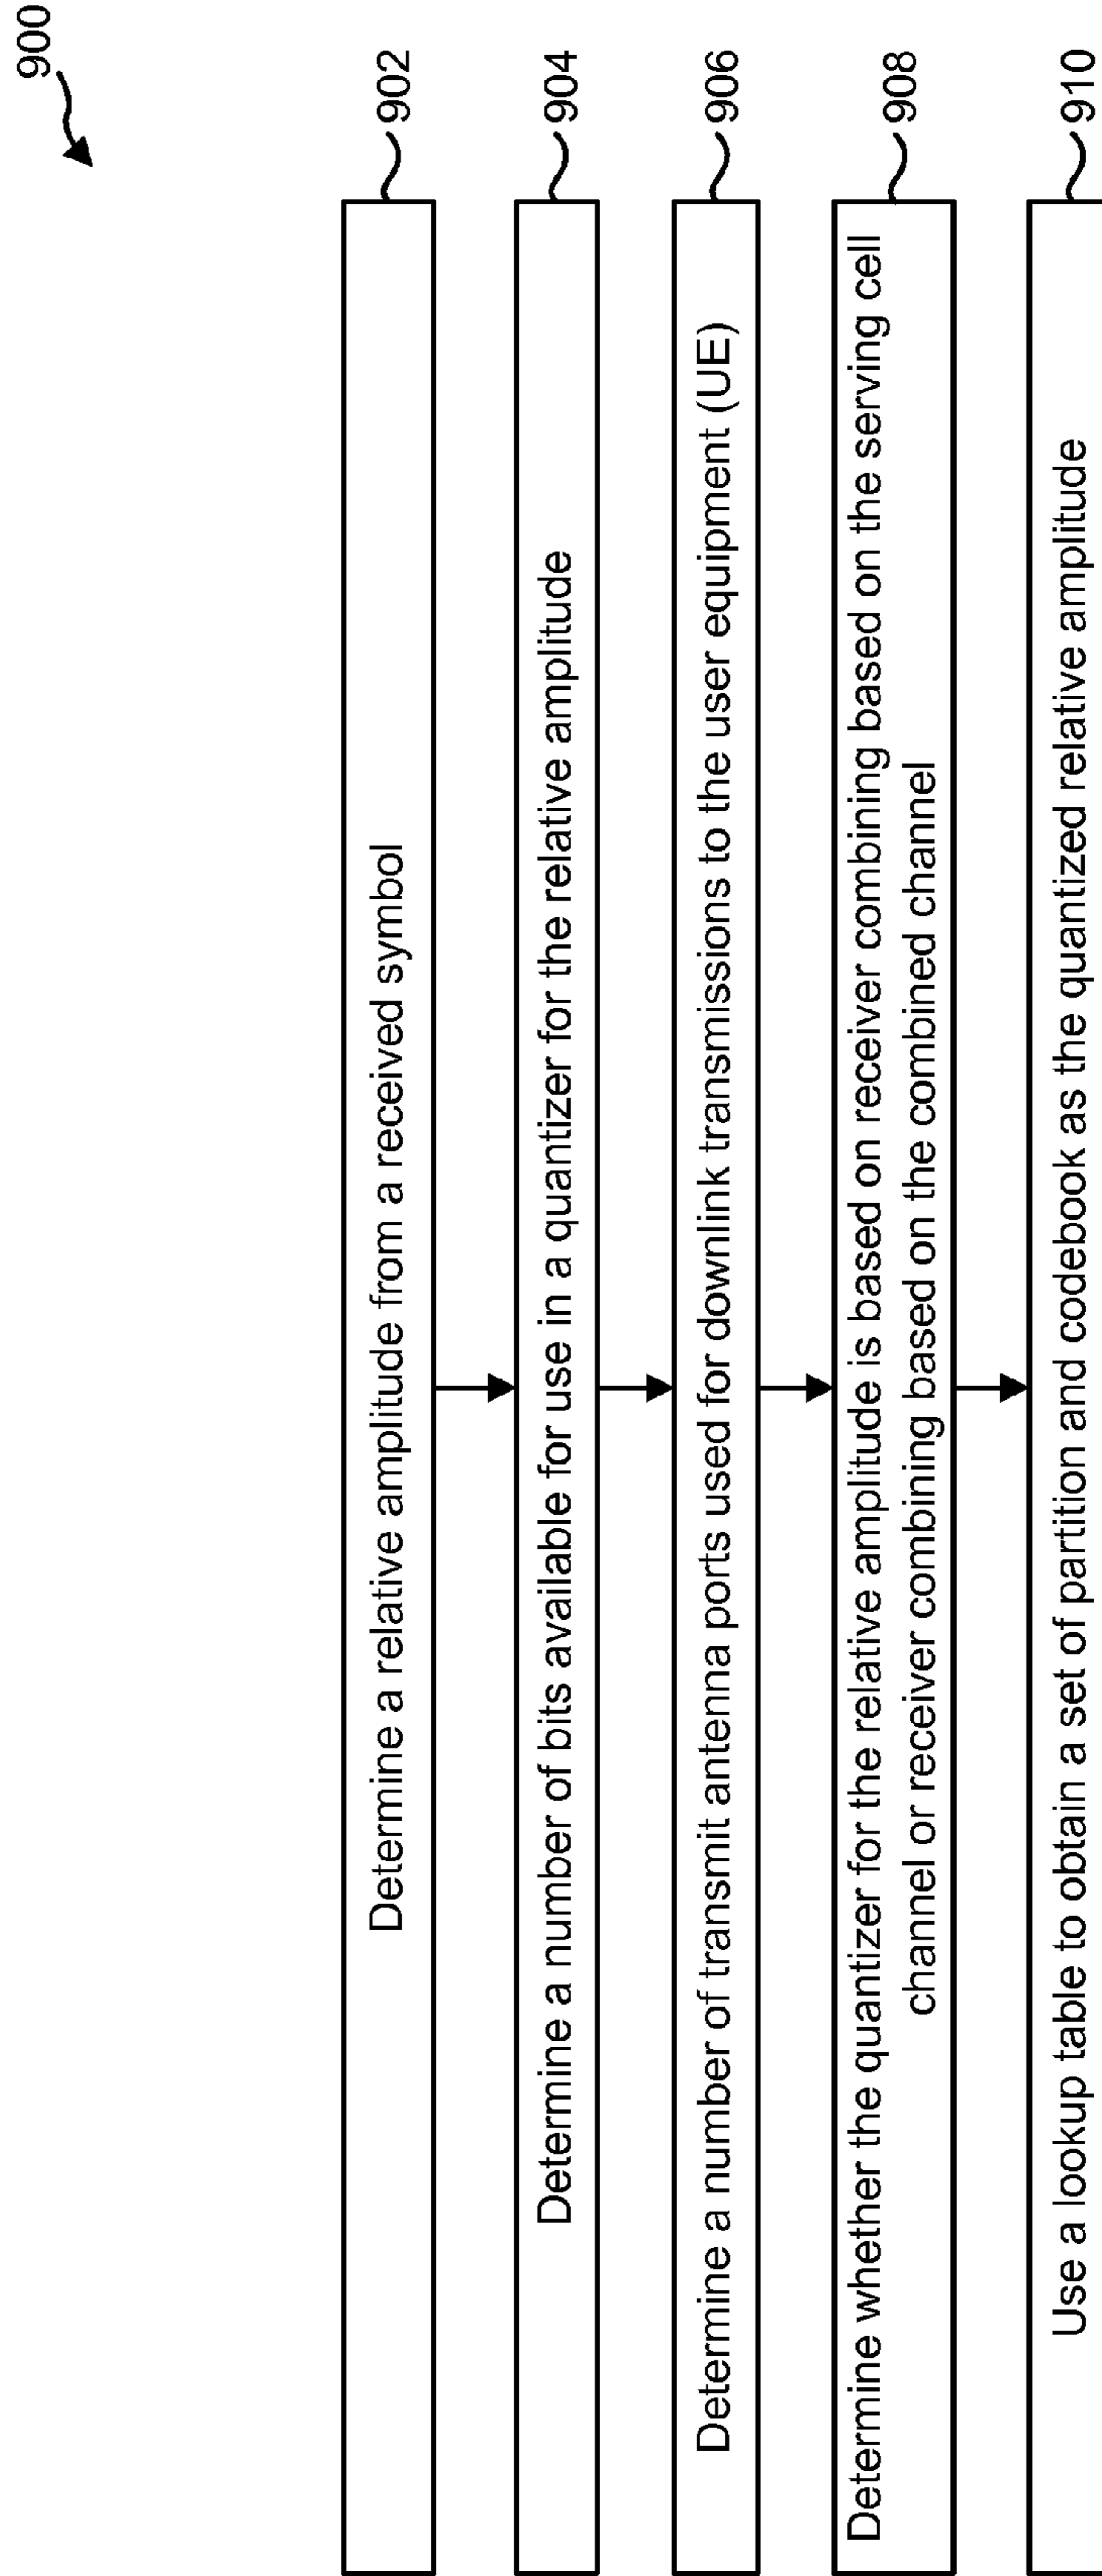 900
Determine a relative amplitude from a received symbol
902
Determine a number of bits available for use in a quantizer for the relative amplitude
904
Determine a number of transmit antenna ports used for downlink transmissions to the user equipment (UE)
906
Determine whether the quantizer for the relative amplitude is based on receiver combining based on the serving cell
channel or receiver combining based on the combined channel
908
Use a lookup table to obtain a set of partition and codebook as the quantized relative amplitude
910